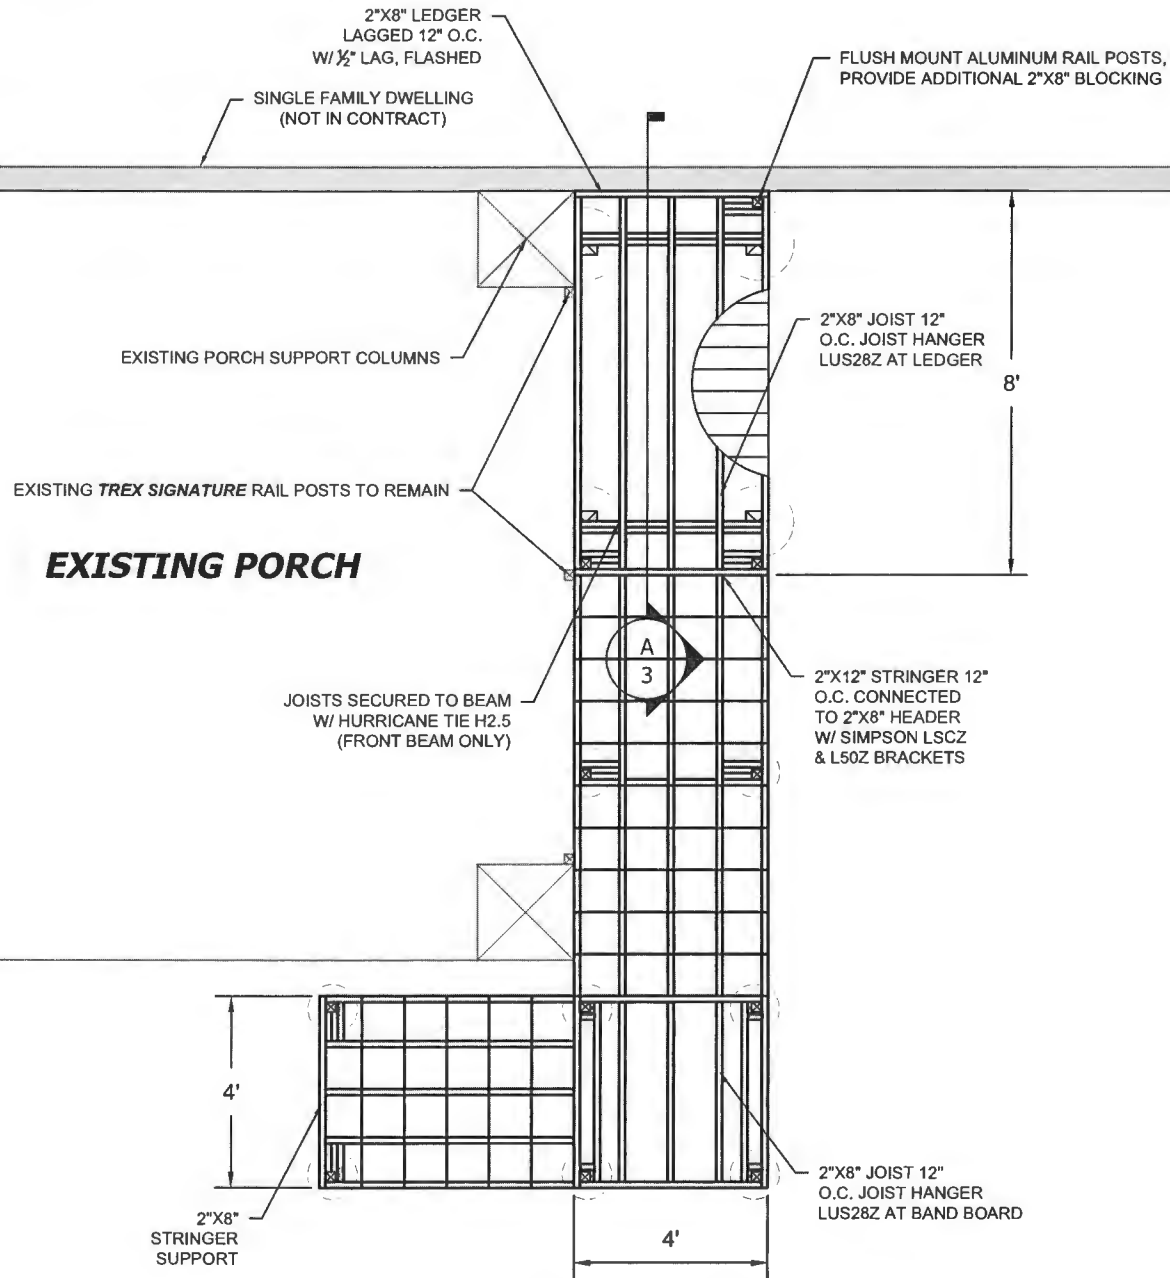 2"X8" LEDGER
LAGGED 12" O.C.
W/ ½" LAG, FLASHED
FLUSH MOUNT ALUMINUM RAIL POSTS,
PROVIDE ADDITIONAL 2"X8" BLOCKING
SINGLE FAMILY DWELLING
(NOT IN CONTRACT)
2"X8" JOIST 12"
O.C. JOIST HANGER
LUS28Z AT LEDGER
EXISTING PORCH SUPPORT COLUMNS
8'
EXISTING TREX SIGNATURE RAIL POSTS TO REMAIN
EXISTING PORCH
A
3
JOISTS SECURED TO BEAM
W/ HURRICANE TIE H2.5
(FRONT BEAM ONLY)
2"X12" STRINGER 12"
O.C. CONNECTED
TO 2"X8" HEADER
W/ SIMPSON LSCZ
& L50Z BRACKETS
4'
2"X8" JOIST 12"
O.C. JOIST HANGER
LUS28Z AT BAND BOARD
2"X8"
STRINGER
SUPPORT
4'